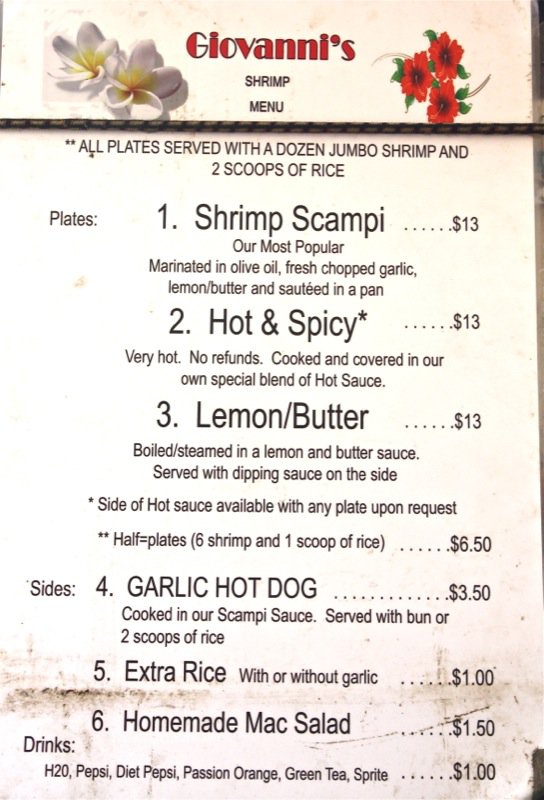 Giovanni's
SHRIMP
MENU
** ALL PLATES SERVED WITH A DOZEN JUMBO SHRIMP AND
2 SCOOPS OF RICE
Plates: 1. Shrimp Scampi ......$13
Our Most Popular
Marinated in olive oil, fresh chopped garlic,
lemon/butter and sautéed in a pan
2. Hot & Spicy* ......$13
Very hot. No refunds. Cooked and covered in our
own special blend of Hot Sauce.
3. Lemon/Butter ......$13
Boiled/steamed in a lemon and butter sauce.
Served with dipping sauce on the side
* Side of Hot sauce available with any plate upon request
** Half=plates (6 shrimp and 1 scoop of rice) ......$6.50
Sides: 4. GARLIC HOT DOG .............$3.50
Cooked in our Scampi Sauce. Served with bun or
2 scoops of rice
5. Extra Rice With or without garlic ......$1.00
6. Homemade Mac Salad ......$1.50
Drinks:
H20, Pepsi, Diet Pepsi, Passion Orange, Green Tea, Sprite ......$1.00